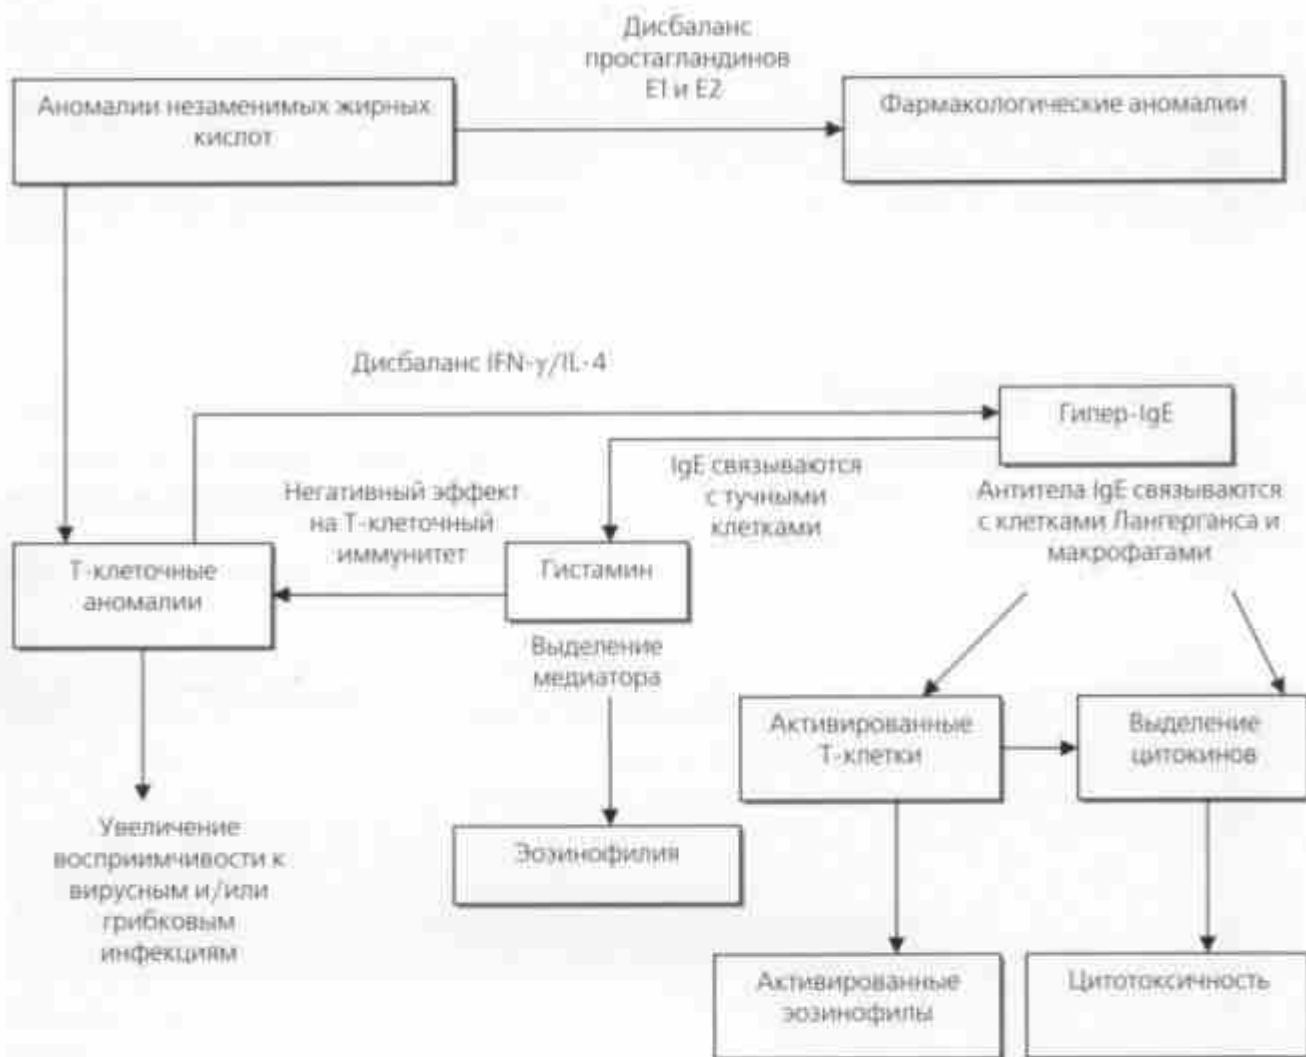 Дисбаланс
простагландинов
Е1 и Е2
Аномалии незаменимых жирных
кислот
Фармакологические аномалии
Дисбаланс IFN-γ/IL-4
Гипер-IgE
IgE связываются
с тучными
клетками
Антитела IgE связываются
с клетками Лангерганса и
макрофагами
Негативный эффект
на Т-клеточный
иммунитет
Т-клеточные
аномалии
Гистамин
Выделение
медиатора
Активированные
Т-клетки
Выделение
цитокинов
Увеличение
восприимчивости к
вирусным и/или
грибковым
инфекциям
Эозинофилия
Активированные
эозинофилы
Цитотоксичность